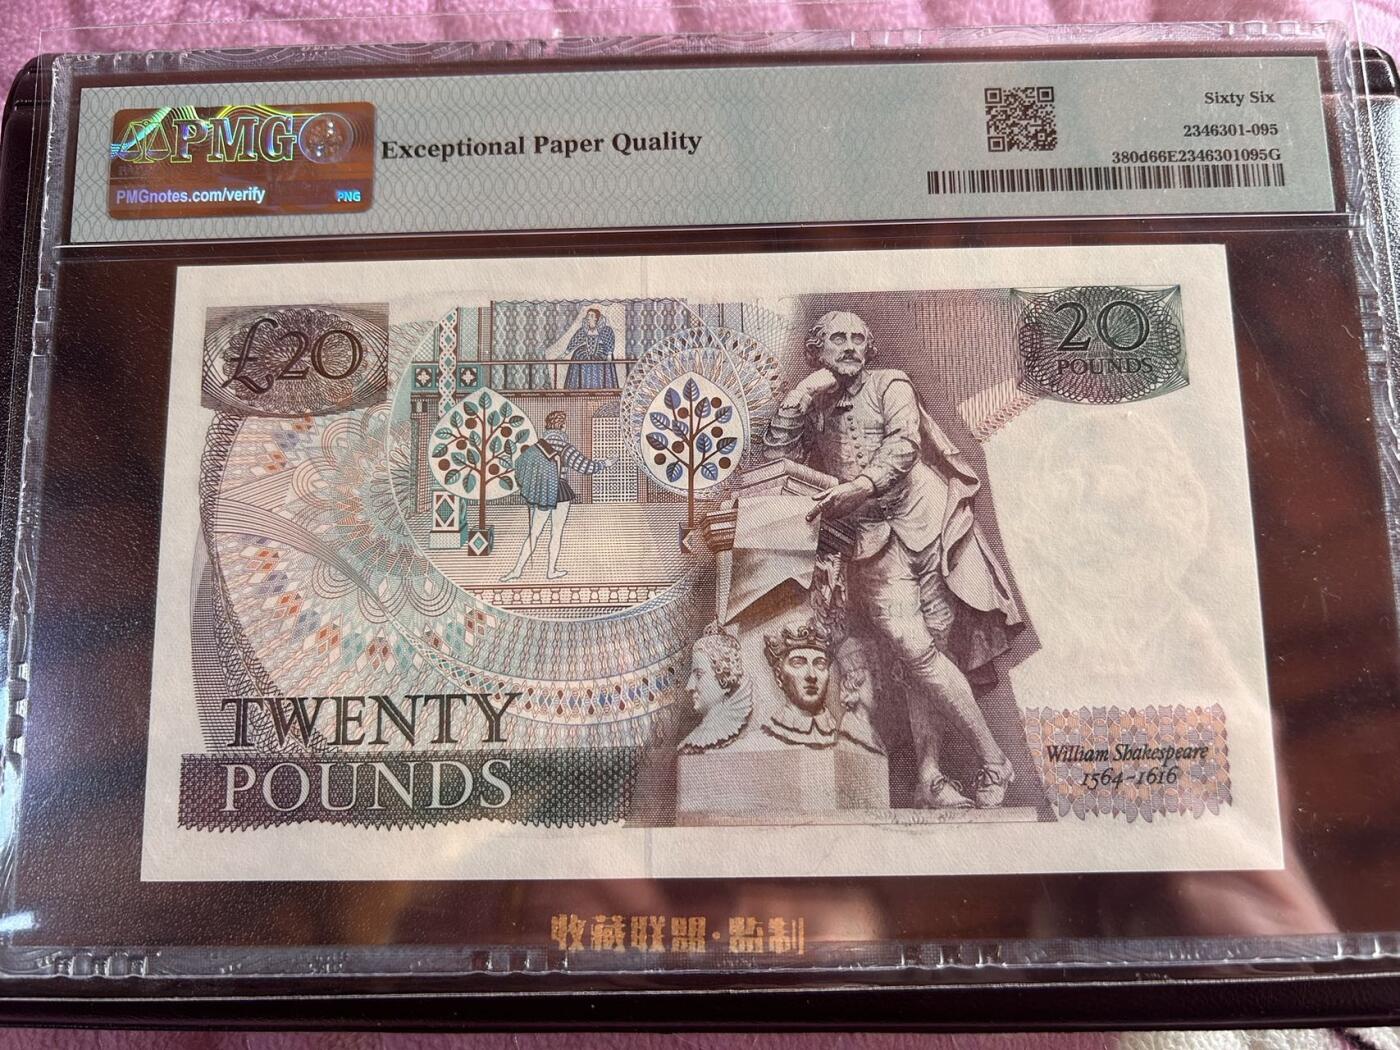 PMG
PMGnotes.com/verify
PNG
Exceptional Paper Quality
Sixty Six
2346301-095
380d66E2346301095G
£20
20
POUNDS
TWENTY
POUNDS
William Shakespeare
1564-1616
收藏联盟·监制